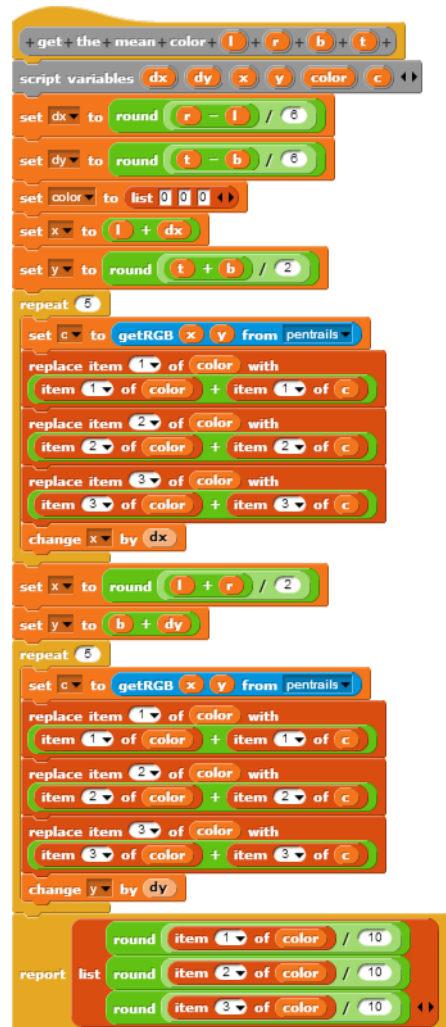 + get + the + mean + color + l + r + b + t +
script variables dx dy x y color c
set dx to round r - l / 6
set dy to round t - b / 6
set color to list 0 0 0
set x to l + dx
set y to round t + b / 2
repeat 5
set c to getRGB x y from pentrails
replace item 1 of color with
item 1 of color + item 1 of c
replace item 2 of color with
item 2 of color + item 2 of c
replace item 3 of color with
item 3 of color + item 3 of c
change x by dx
set x to round l + r / 2
set y to b + dy
repeat 5
set c to getRGB x y from pentrails
replace item 1 of color with
item 1 of color + item 1 of c
replace item 2 of color with
item 2 of color + item 2 of c
replace item 3 of color with
item 3 of color + item 3 of c
change y by dy
round item 1 of color / 10
report list round item 2 of color / 10
round item 3 of color / 10